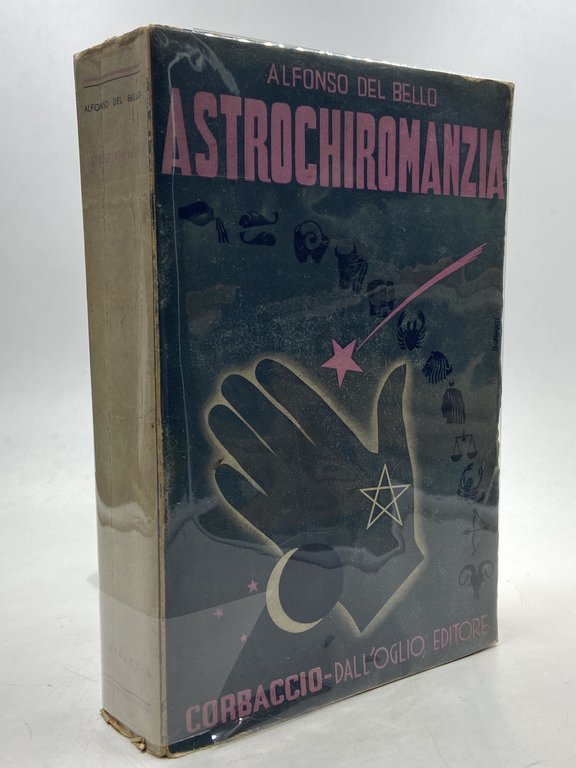 ALFONSO DEL BELLO
ASTROCHIROMANZIA
CORBACCIO-DALL'OGLIO, EDITORE
ALFONSO DEL BELLO
CORBACCIO